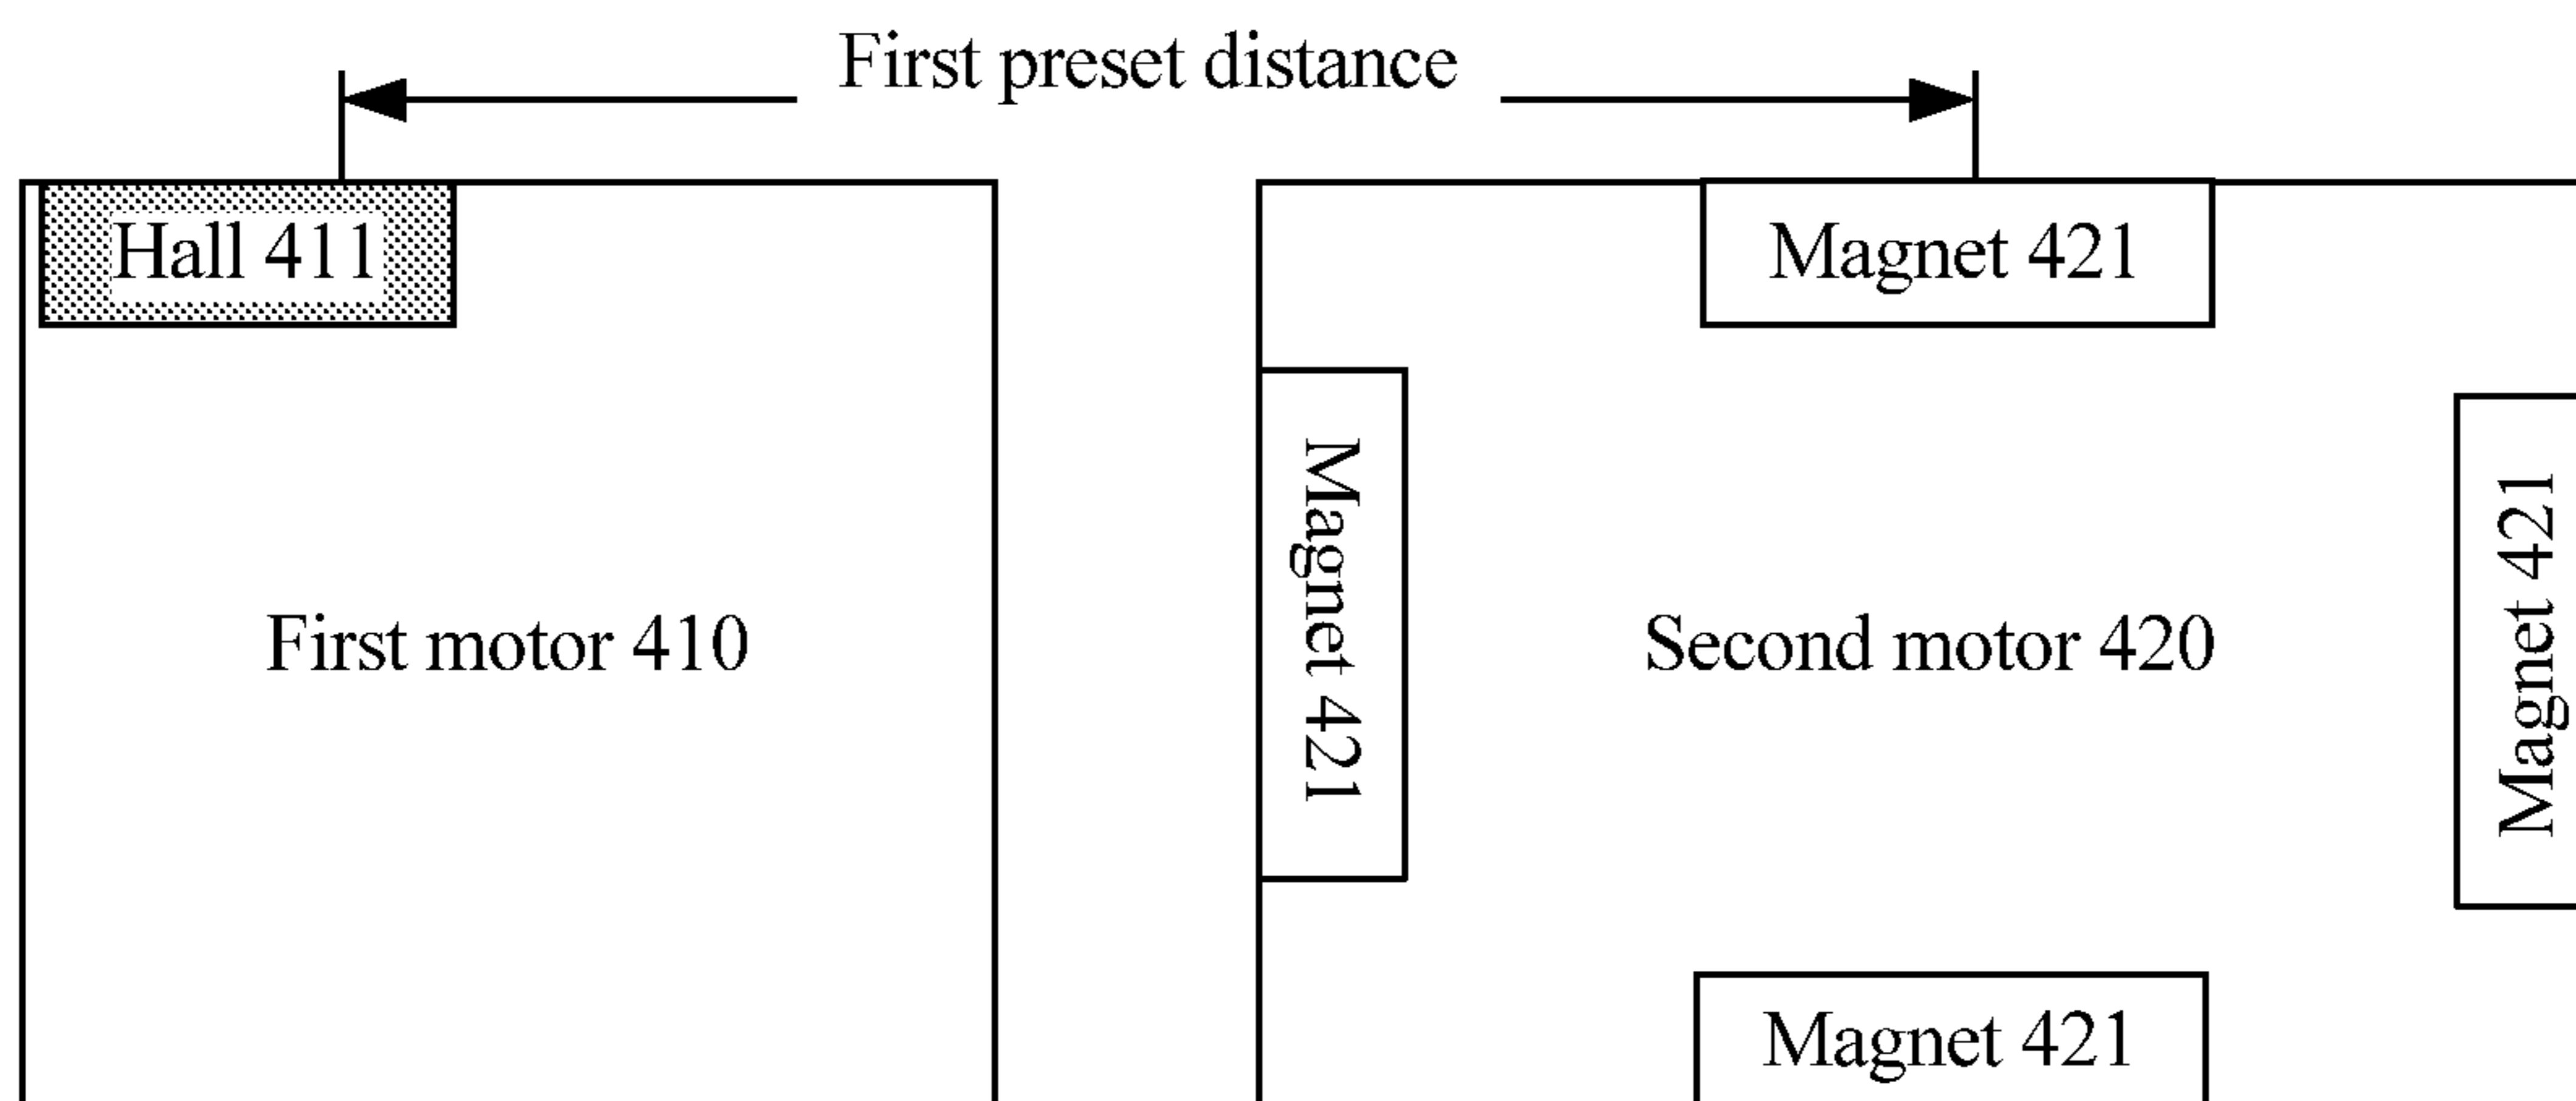 First preset distance
Hall 411
Magnet 421
Magnet 421
Magnet 421
First motor 410
Second motor 420
Magnet 421